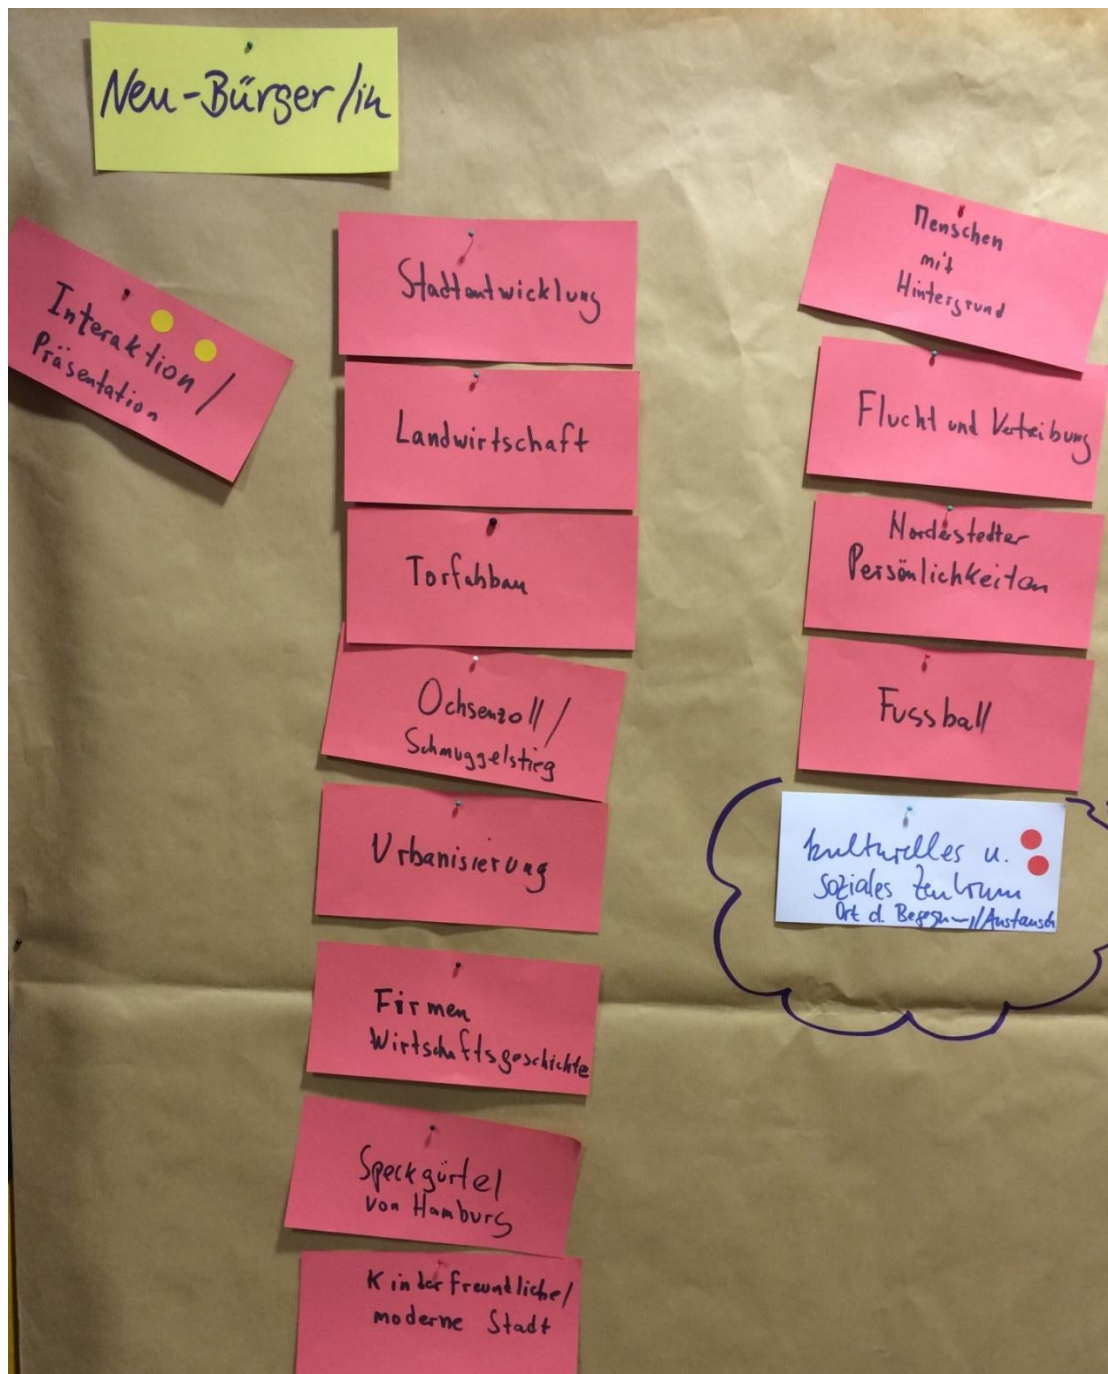 Neu-Bürger/in
Interaktion/
Präsentation
Stadtentwicklung
Landwirtschaft
Torfabbau
Ochsenzoll/
Schmuggelstieg
Urbanisierung
Firmen
Wirtschaftsgeschichte
Speckgürtel
von Hamburg
Kinderfreundliche/
moderne Stadt
Menschen
mit
Hintergrund
Flucht und Vertreibung
Norderstedter
Persönlichkeiten
Fussball
kulturelles u.
soziales Zentrum
Ort d. Begegnung/Austausch